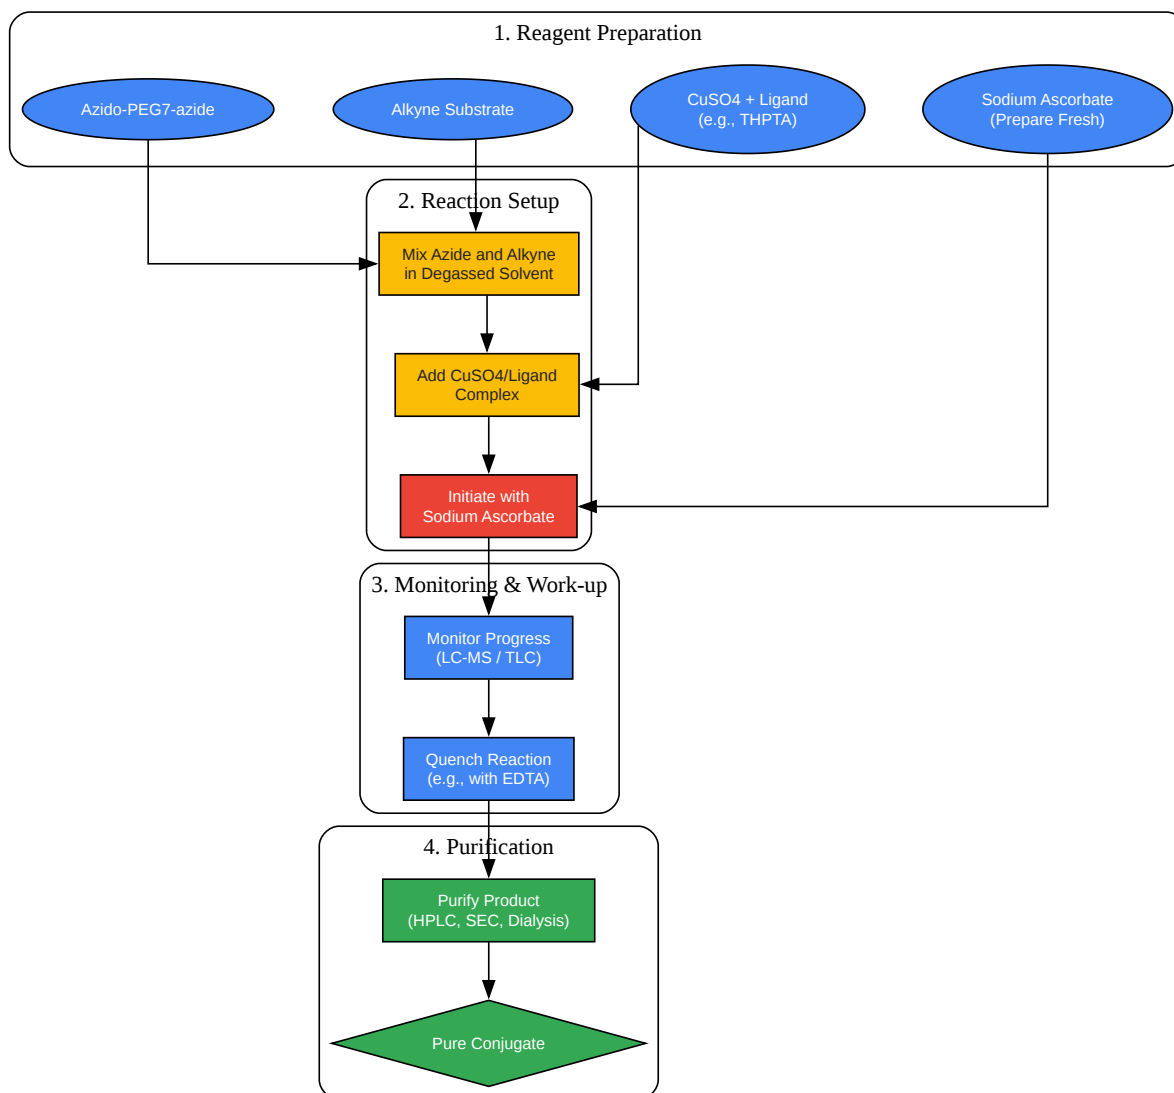 1. Reagent Preparation
Azido-PEG7-azide
Alkyne Substrate
CuSO4 + Ligand
(e.g., THPTA)
Sodium Ascorbate
(Prepare Fresh)
2. Reaction Setup
Mix Azide and Alkyne
in Degassed Solvent
Add CuSO4/Ligand
Complex
Initiate with
Sodium Ascorbate
3. Monitoring & Work-up
Monitor Progress
(LC-MS / TLC)
Quench Reaction
(e.g., with EDTA)
4. Purification
Purify Product
(HPLC, SEC, Dialysis)
Pure Conjugate